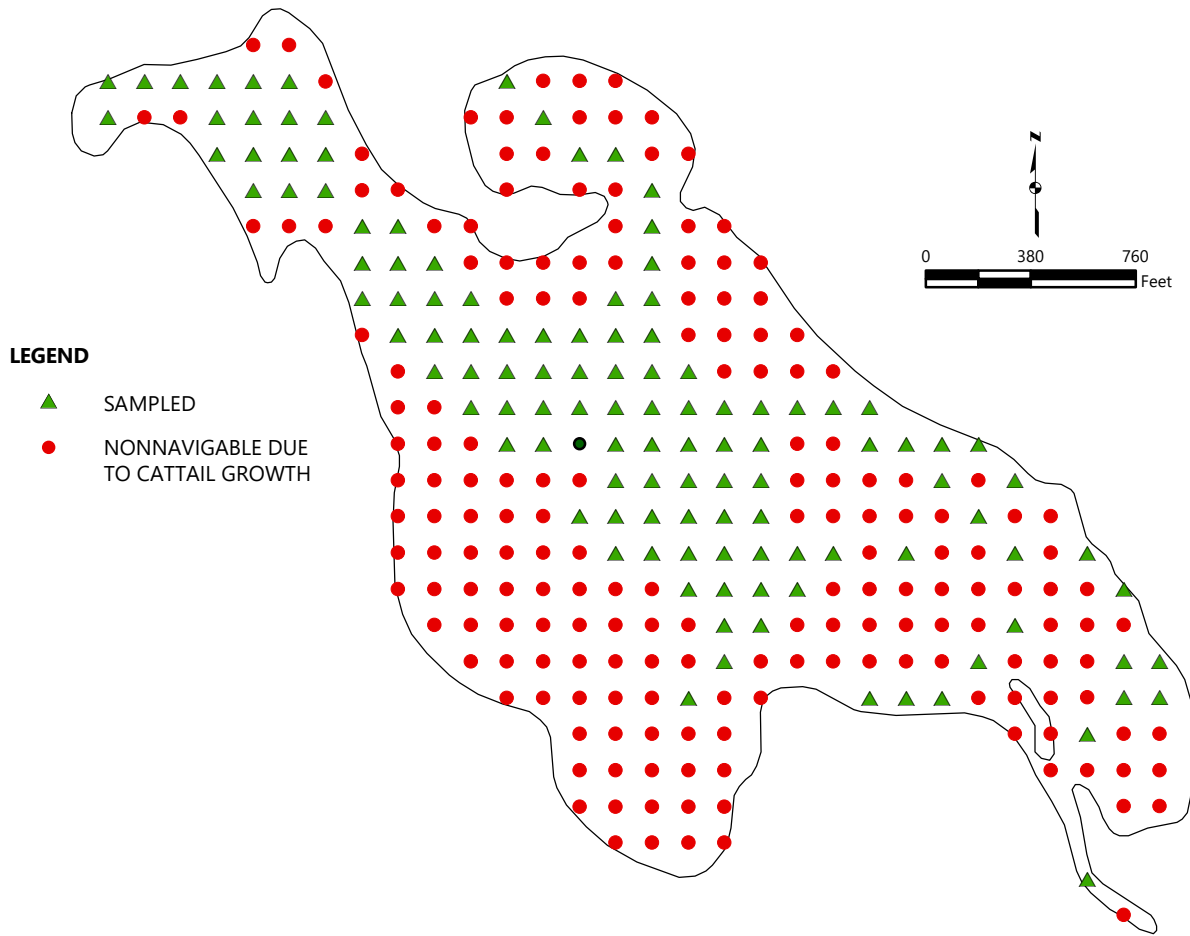 N
0 380 760
Feet
LEGEND
SAMPLED
NONNAVIGABLE DUE
TO CATTAIL GROWTH